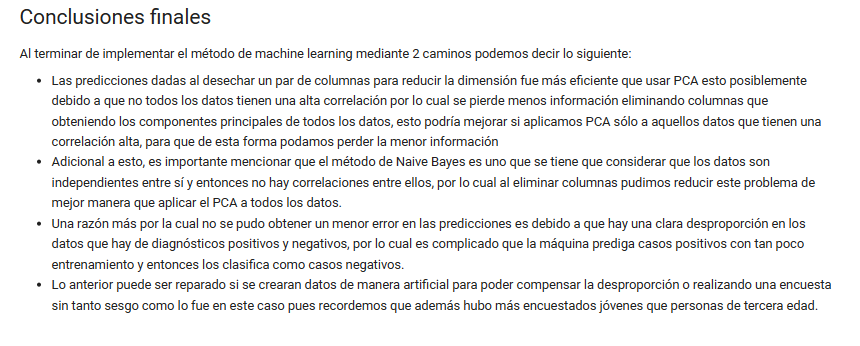 Conclusiones finales
Al terminar de implementar el método de machine learning mediante 2 caminos podemos decir lo siguiente:
• Las predicciones dadas al desechar un par de columnas para reducir la dimensión fue más eficiente que usar PCA esto posiblemente
debido a que no todos los datos tienen una alta correlación por lo cual se pierde menos información eliminando columnas que
obteniendo los componentes principales de todos los datos, esto podría mejorar si aplicamos PCA sólo a aquellos datos que tienen una
correlación alta, para que de esta forma podamos perder la menor información
• Adicional a esto, es importante mencionar que el método de Naive Bayes es uno que se tiene que considerar que los datos son
independientes entre sí y entonces no hay correlaciones entre ellos, por lo cual al eliminar columnas pudimos reducir este problema de
mejor manera que aplicar el PCA a todos los datos.
• Una razón más por la cual no se pudo obtener un menor error en las predicciones es debido a que hay una clara desproporción en los
datos que hay de diagnósticos positivos y negativos, por lo cual es complicado que la máquina prediga casos positivos con tan poco
entrenamiento y entonces los clasifica como casos negativos.
• Lo anterior puede ser reparado si se crearan datos de manera artificial para poder compensar la desproporción o realizando una encuesta
sin tanto sesgo como lo fue en este caso pues recordemos que además hubo más encuestados jóvenes que personas de tercera edad.